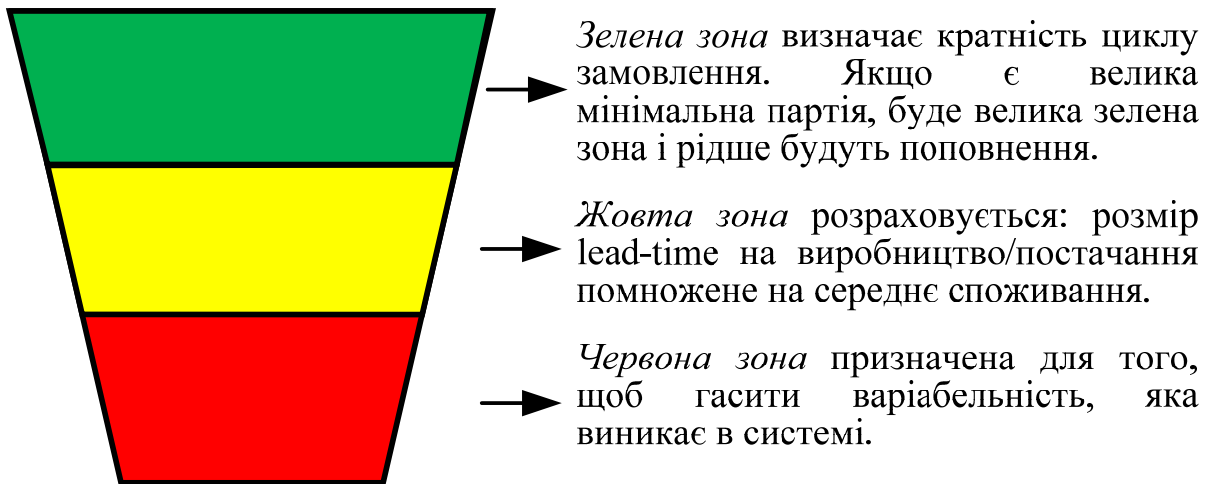 Зелена зона визначає кратність циклу
замовлення. Якщо є велика
мінімальна партія, буде велика зелена
зона і рідше будуть поповнення.
Жовта зона розраховується: розмір
lead-time на виробництво/постачання
помножене на середнє споживання.
Червона зона призначена для того,
щоб гасити варіабельність, яка
виникає в системі.